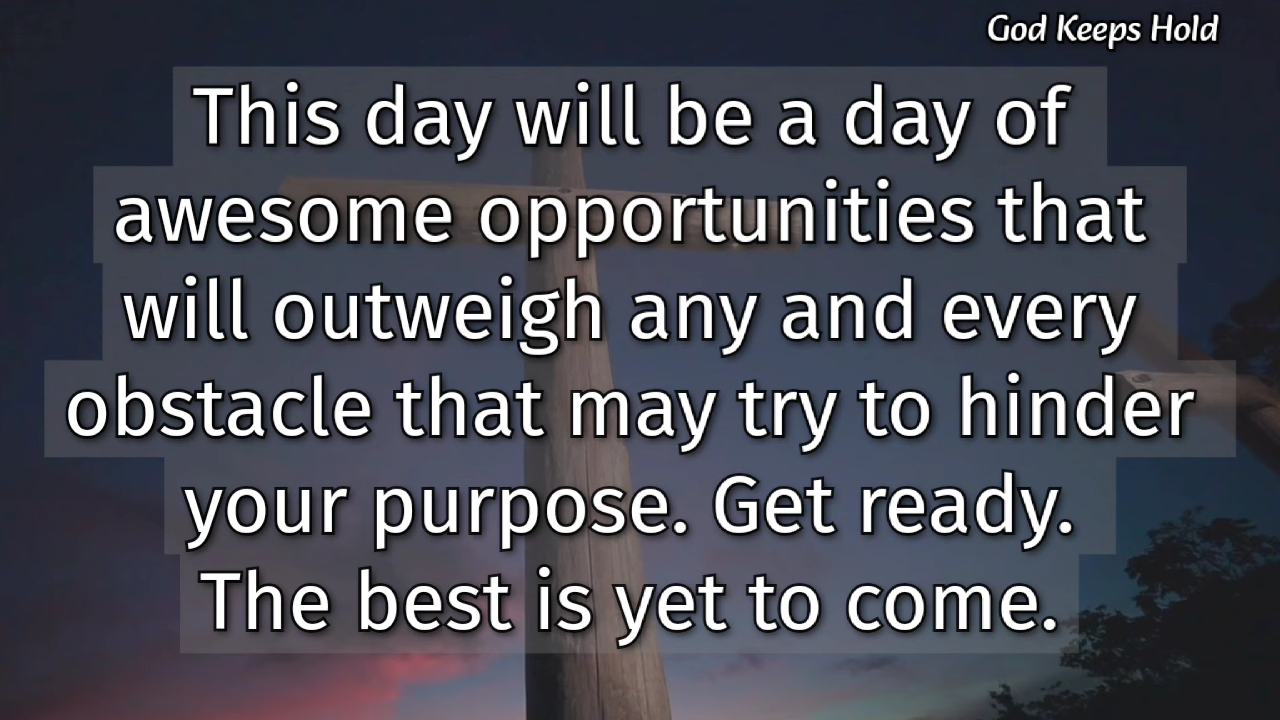 God Keeps Hold
This day will be a day of
awesome opportunities that
will outweigh any and every
obstacle that may try to hinder
your purpose. Get ready.
The best is yet to come.